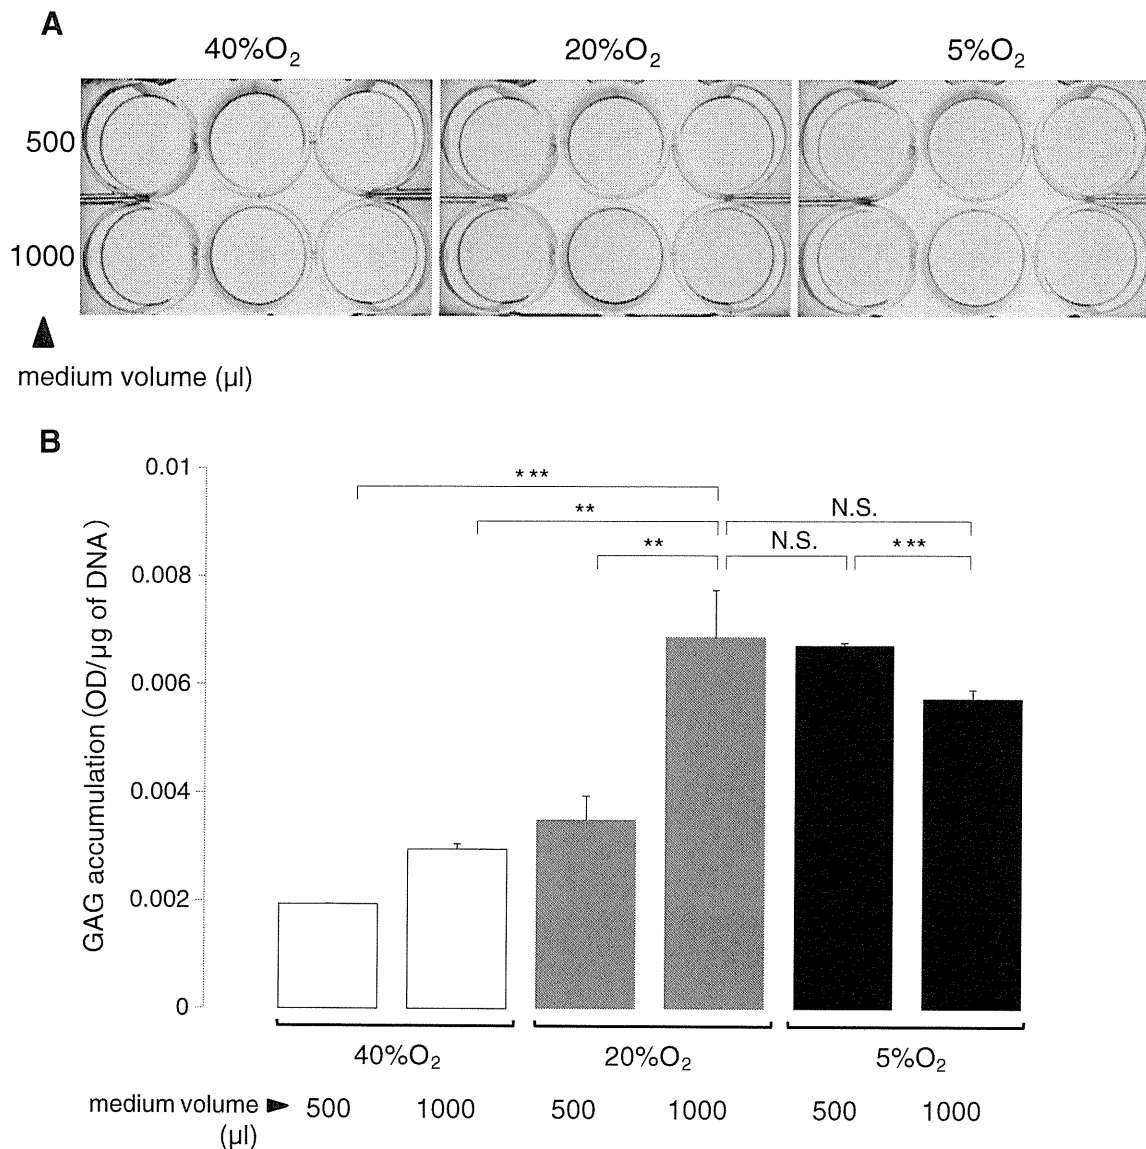 A
40%O₂ 20%O₂ 5%O₂
500
1000
medium volume (µl)
B
GAG accumulation (OD/µg of DNA)
0.01
0.008
0.006
0.004
0.002
0
***
**
**
N.S.
N.S.
***
40%O₂ 20%O₂ 5%O₂
medium volume (µl)
500 1000 500 1000 500 1000